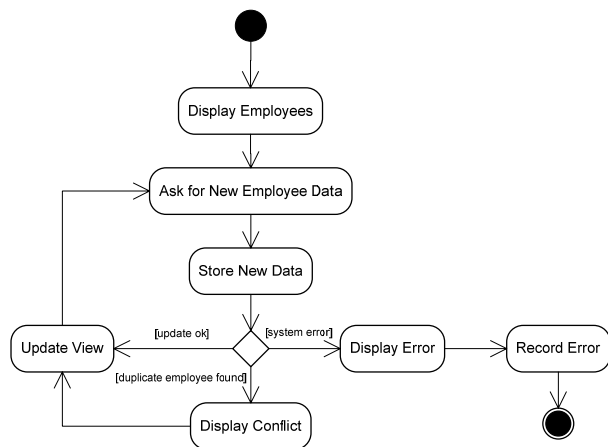 Display Employees
Ask for New Employee Data
Store New Data
[update ok]
[system error]
Update View
Display Error
Record Error
[duplicate employee found]
Display Conflict